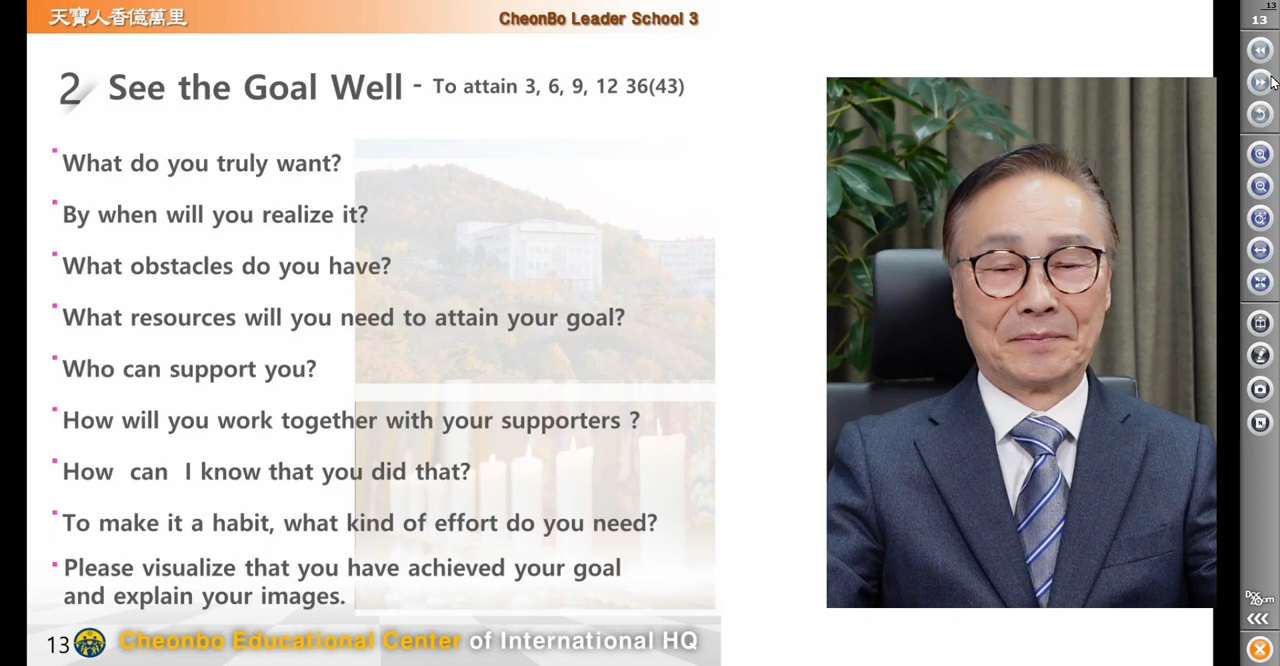 天寶人香億萬里
CheonBo Leader School 3
2 See the Goal Well - To attain 3, 6, 9, 12 36(43)
What do you truly want?
By when will you realize it?
What obstacles do you have?
What resources will you need to attain your goal?
Who can support you?
How will you work together with your supporters ?
How can I know that you did that?
To make it a habit, what kind of effort do you need?
Please visualize that you have achieved your goal
and explain your images.
13
Cheonbo Educational Center of International HQ
13
13
Doc
Zoom